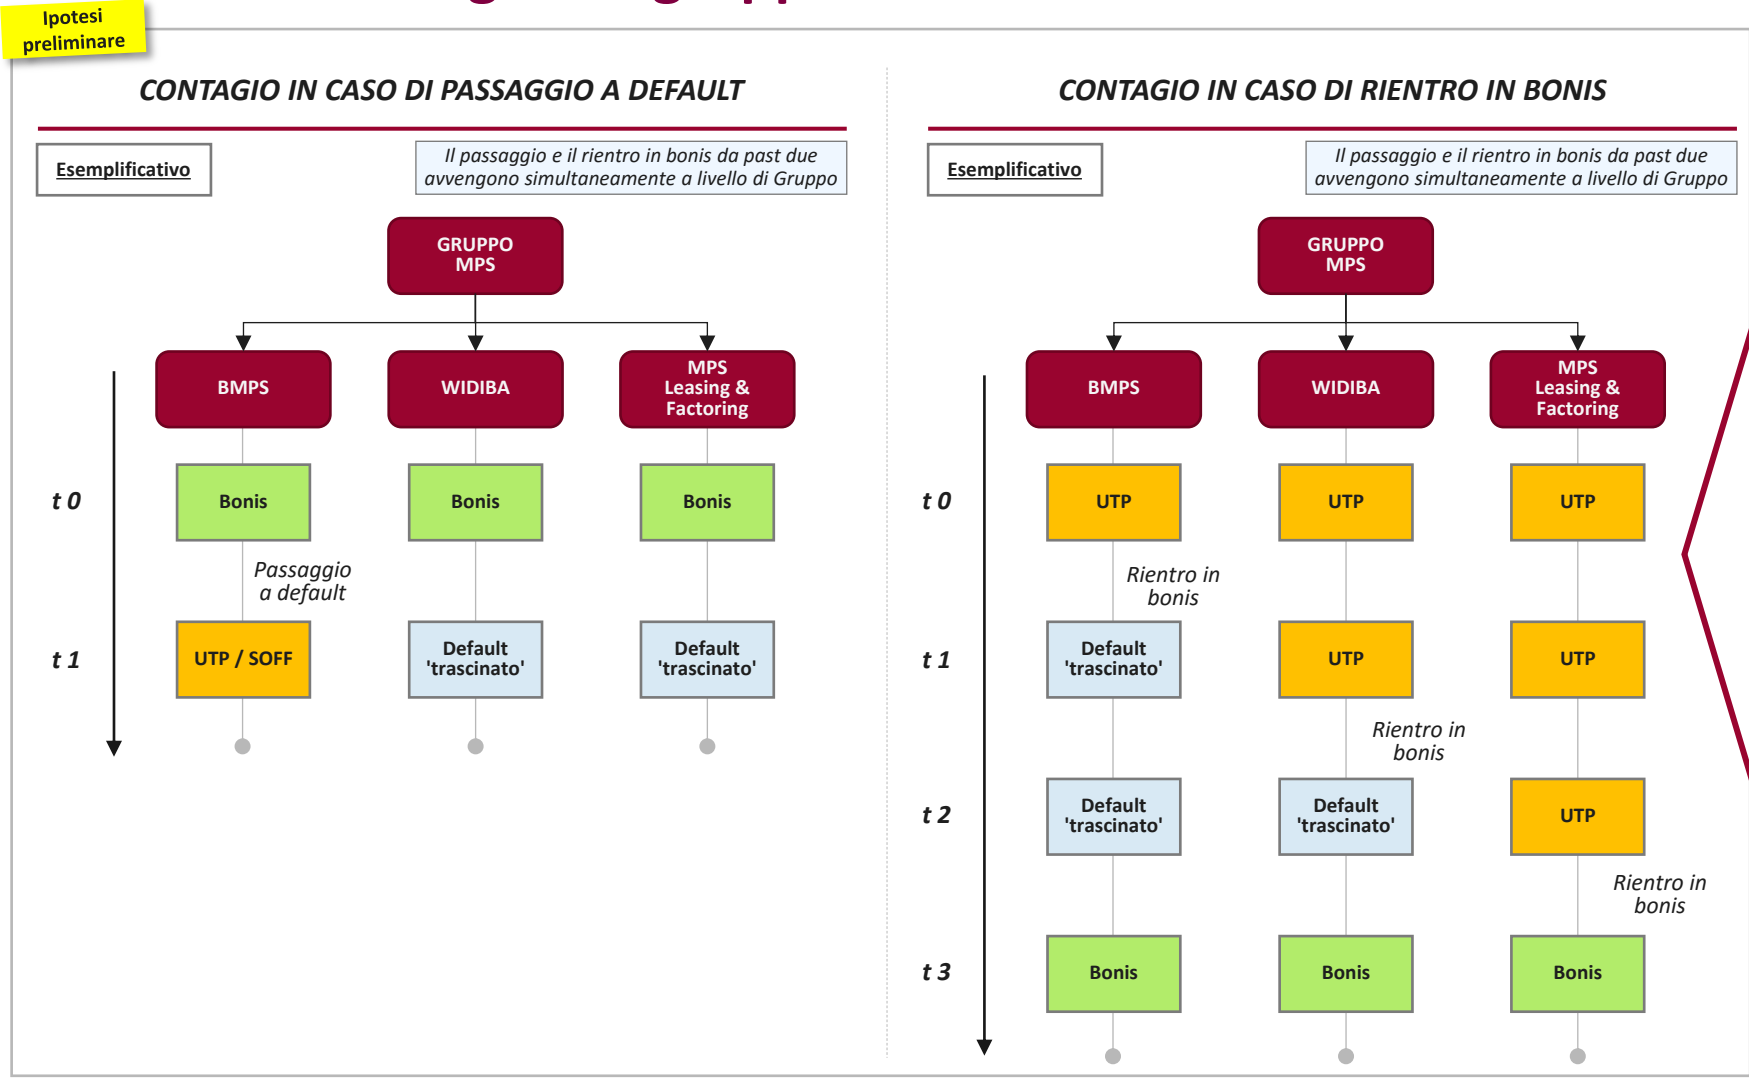 Ipotesi
preliminare
CONTAGIO IN CASO DI PASSAGGIO A DEFAULT
Esemplificativo
Il passaggio e il rientro in bonis da past due
avvengono simultaneamente a livello di Gruppo
GRUPPO
MPS
BMPS
WIDIBA
MPS
Leasing &
Factoring
t 0
Bonis
Bonis
Bonis
Passaggio
a default
t 1
UTP / SOFF
Default
'trascinato'
Default
'trascinato'
CONTAGIO IN CASO DI RIENTRO IN BONIS
Esemplificativo
Il passaggio e il rientro in bonis da past due
avvengono simultaneamente a livello di Gruppo
GRUPPO
MPS
BMPS
WIDIBA
MPS
Leasing &
Factoring
t 0
UTP
UTP
UTP
Rientro in
bonis
t 1
Default
'trascinato'
UTP
UTP
Rientro in
bonis
t 2
Default
'trascinato'
Default
'trascinato'
UTP
Rientro in
bonis
t 3
Bonis
Bonis
Bonis